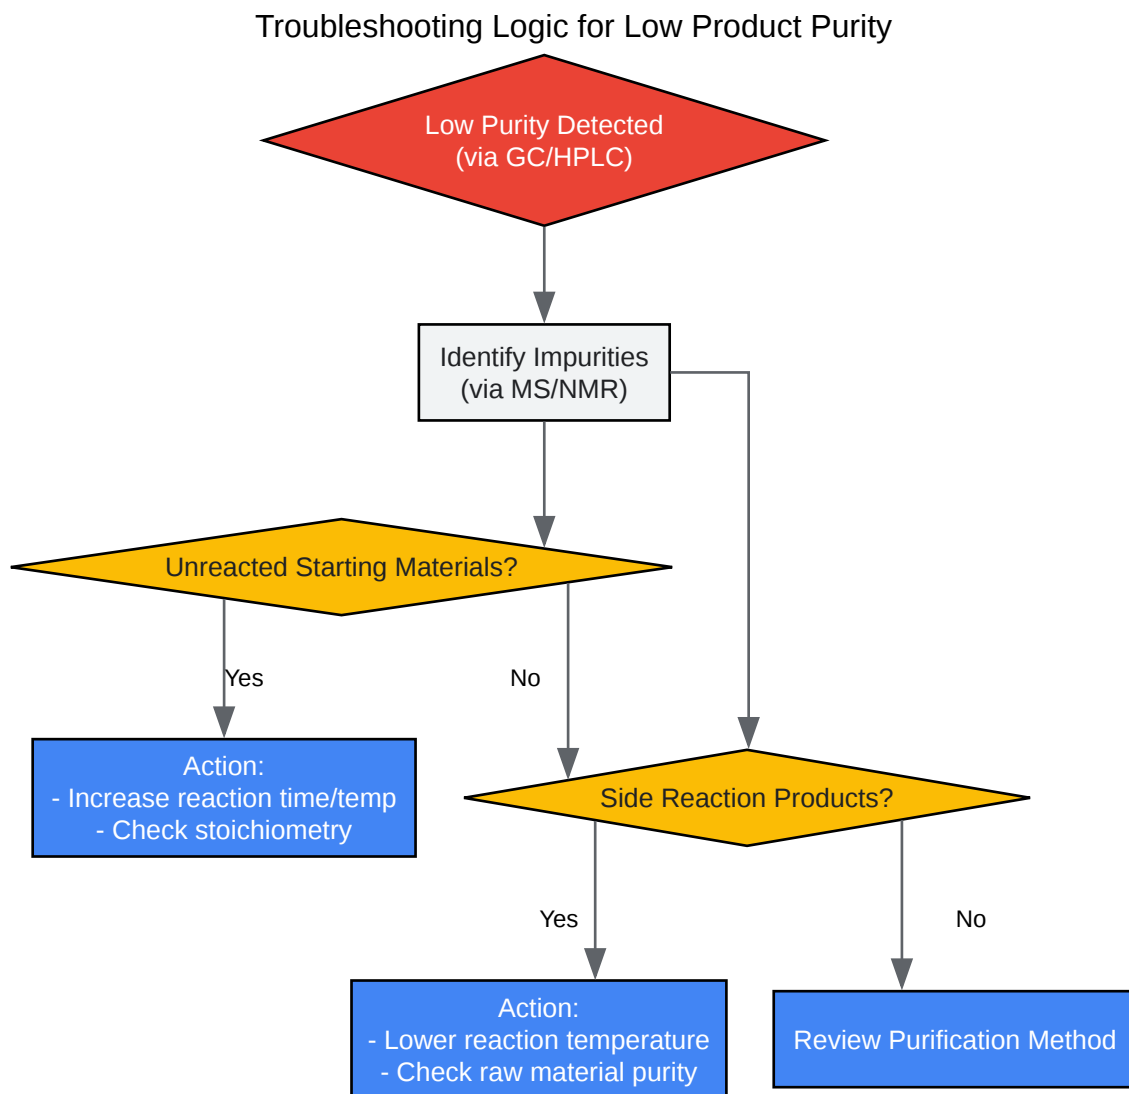 Troubleshooting Logic for Low Product Purity
Low Purity Detected
(via GC/HPLC)
Identify Impurities
(via MS/NMR)
Unreacted Starting Materials?
Yes
No
Action:
- Increase reaction time/temp
- Check stoichiometry
Side Reaction Products?
Yes
No
Action:
- Lower reaction temperature
- Check raw material purity
Review Purification Method